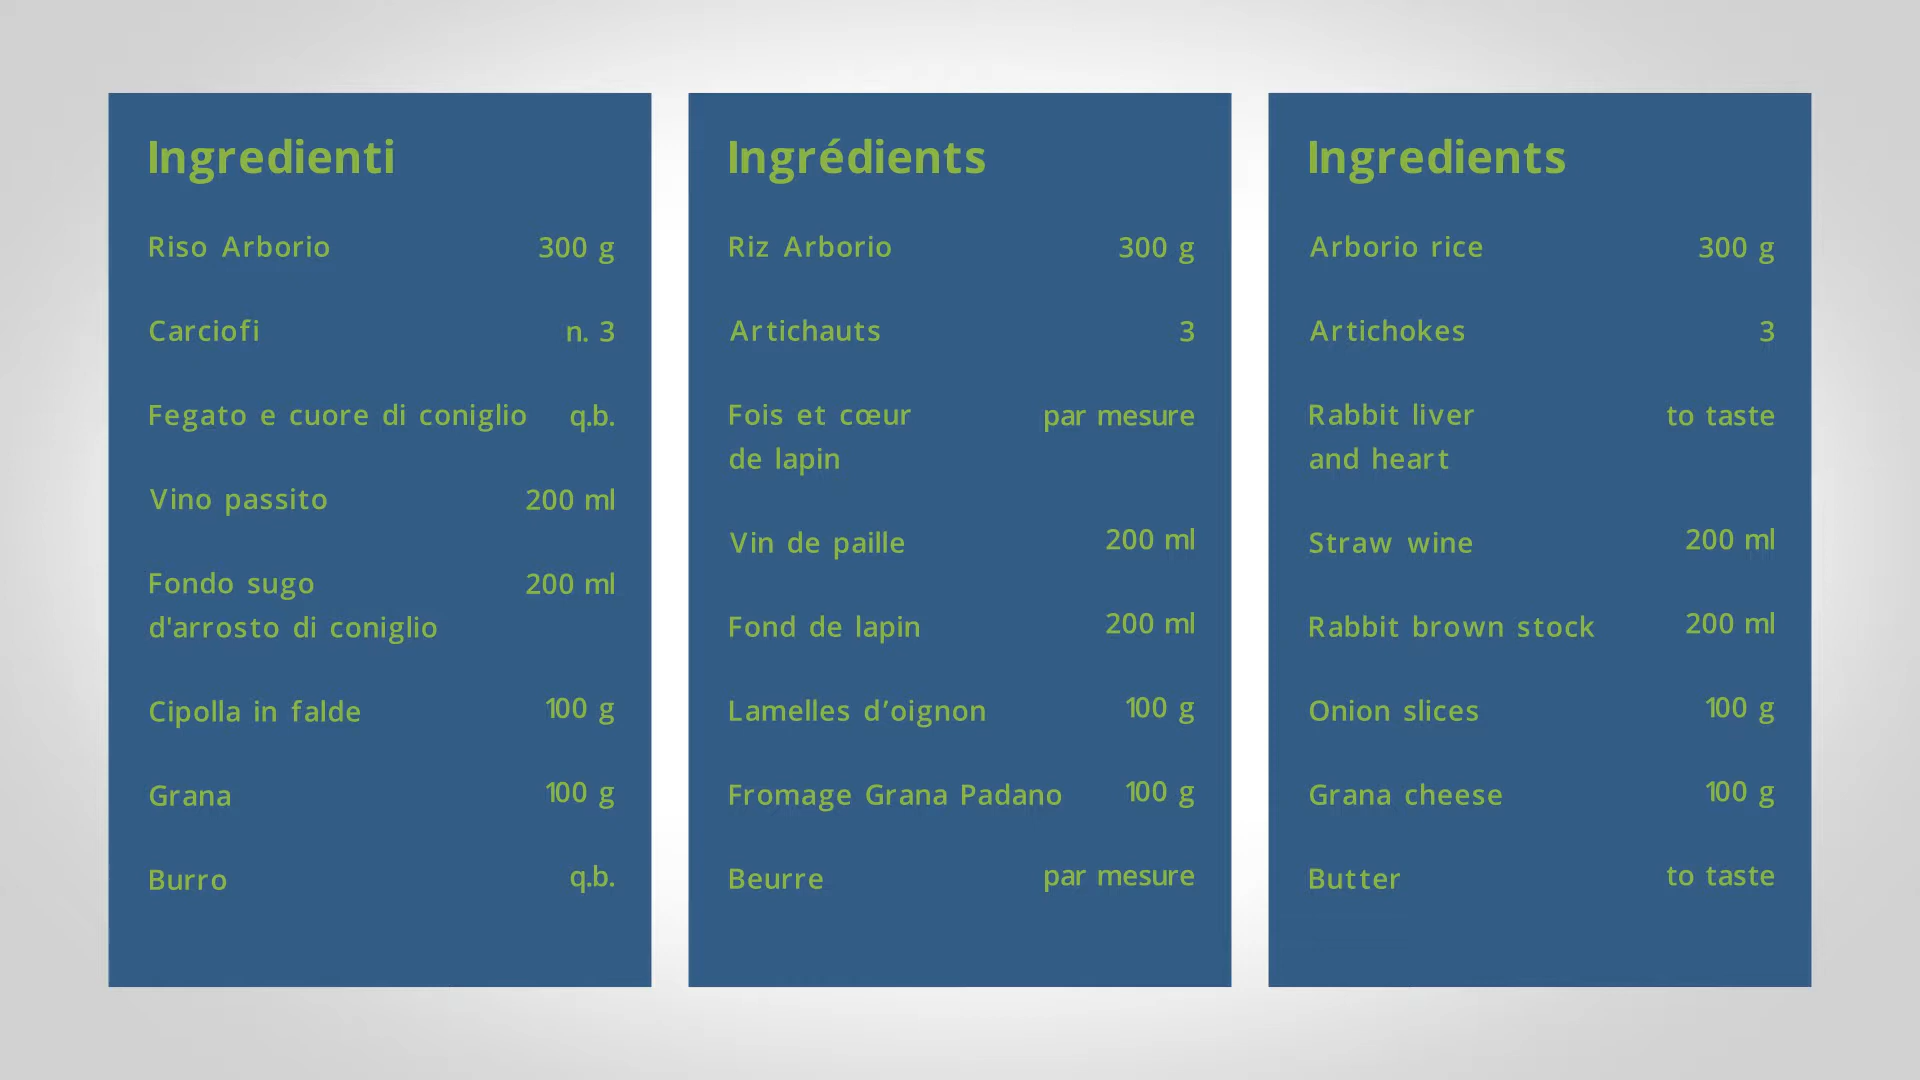 Ingredienti
Riso Arborio 300 g
Carciofi n. 3
Fegato e cuore di coniglio q.b.
Vino passito 200 ml
Fondo sugo 200 ml
d'arrosto di coniglio
Cipolla in falde 100 g
Grana 100 g
Burro q.b.
Ingrédients
Riz Arborio 300 g
Artichauts 3
Fois et cœur par mesure
de lapin
Vin de paille 200 ml
Fond de lapin 200 ml
Lamelles d’oignon 100 g
Fromage Grana Padano 100 g
Beurre par mesure
Ingredients
Arborio rice 300 g
Artichokes 3
Rabbit liver to taste
and heart
Straw wine 200 ml
Rabbit brown stock 200 ml
Onion slices 100 g
Grana cheese 100 g
Butter to taste